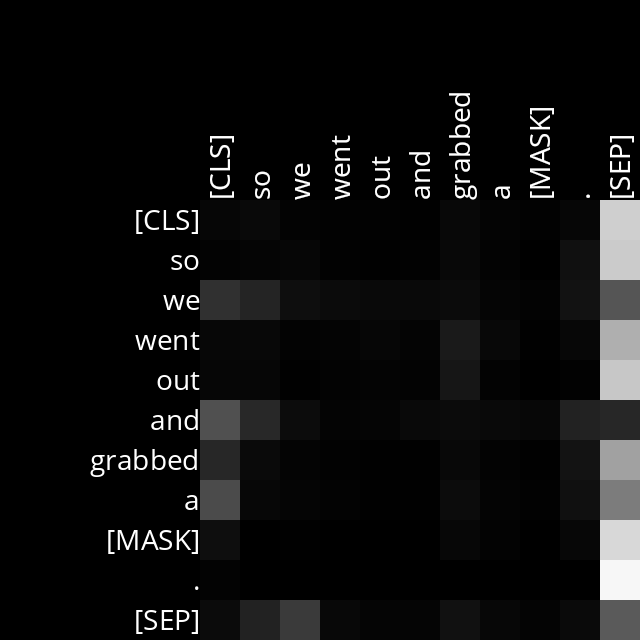 [CLS] so we went out and grabbed a [MASK] . [SEP]
[CLS]
so
we
went
out
and
grabbed
a
[MASK]
.
[SEP]